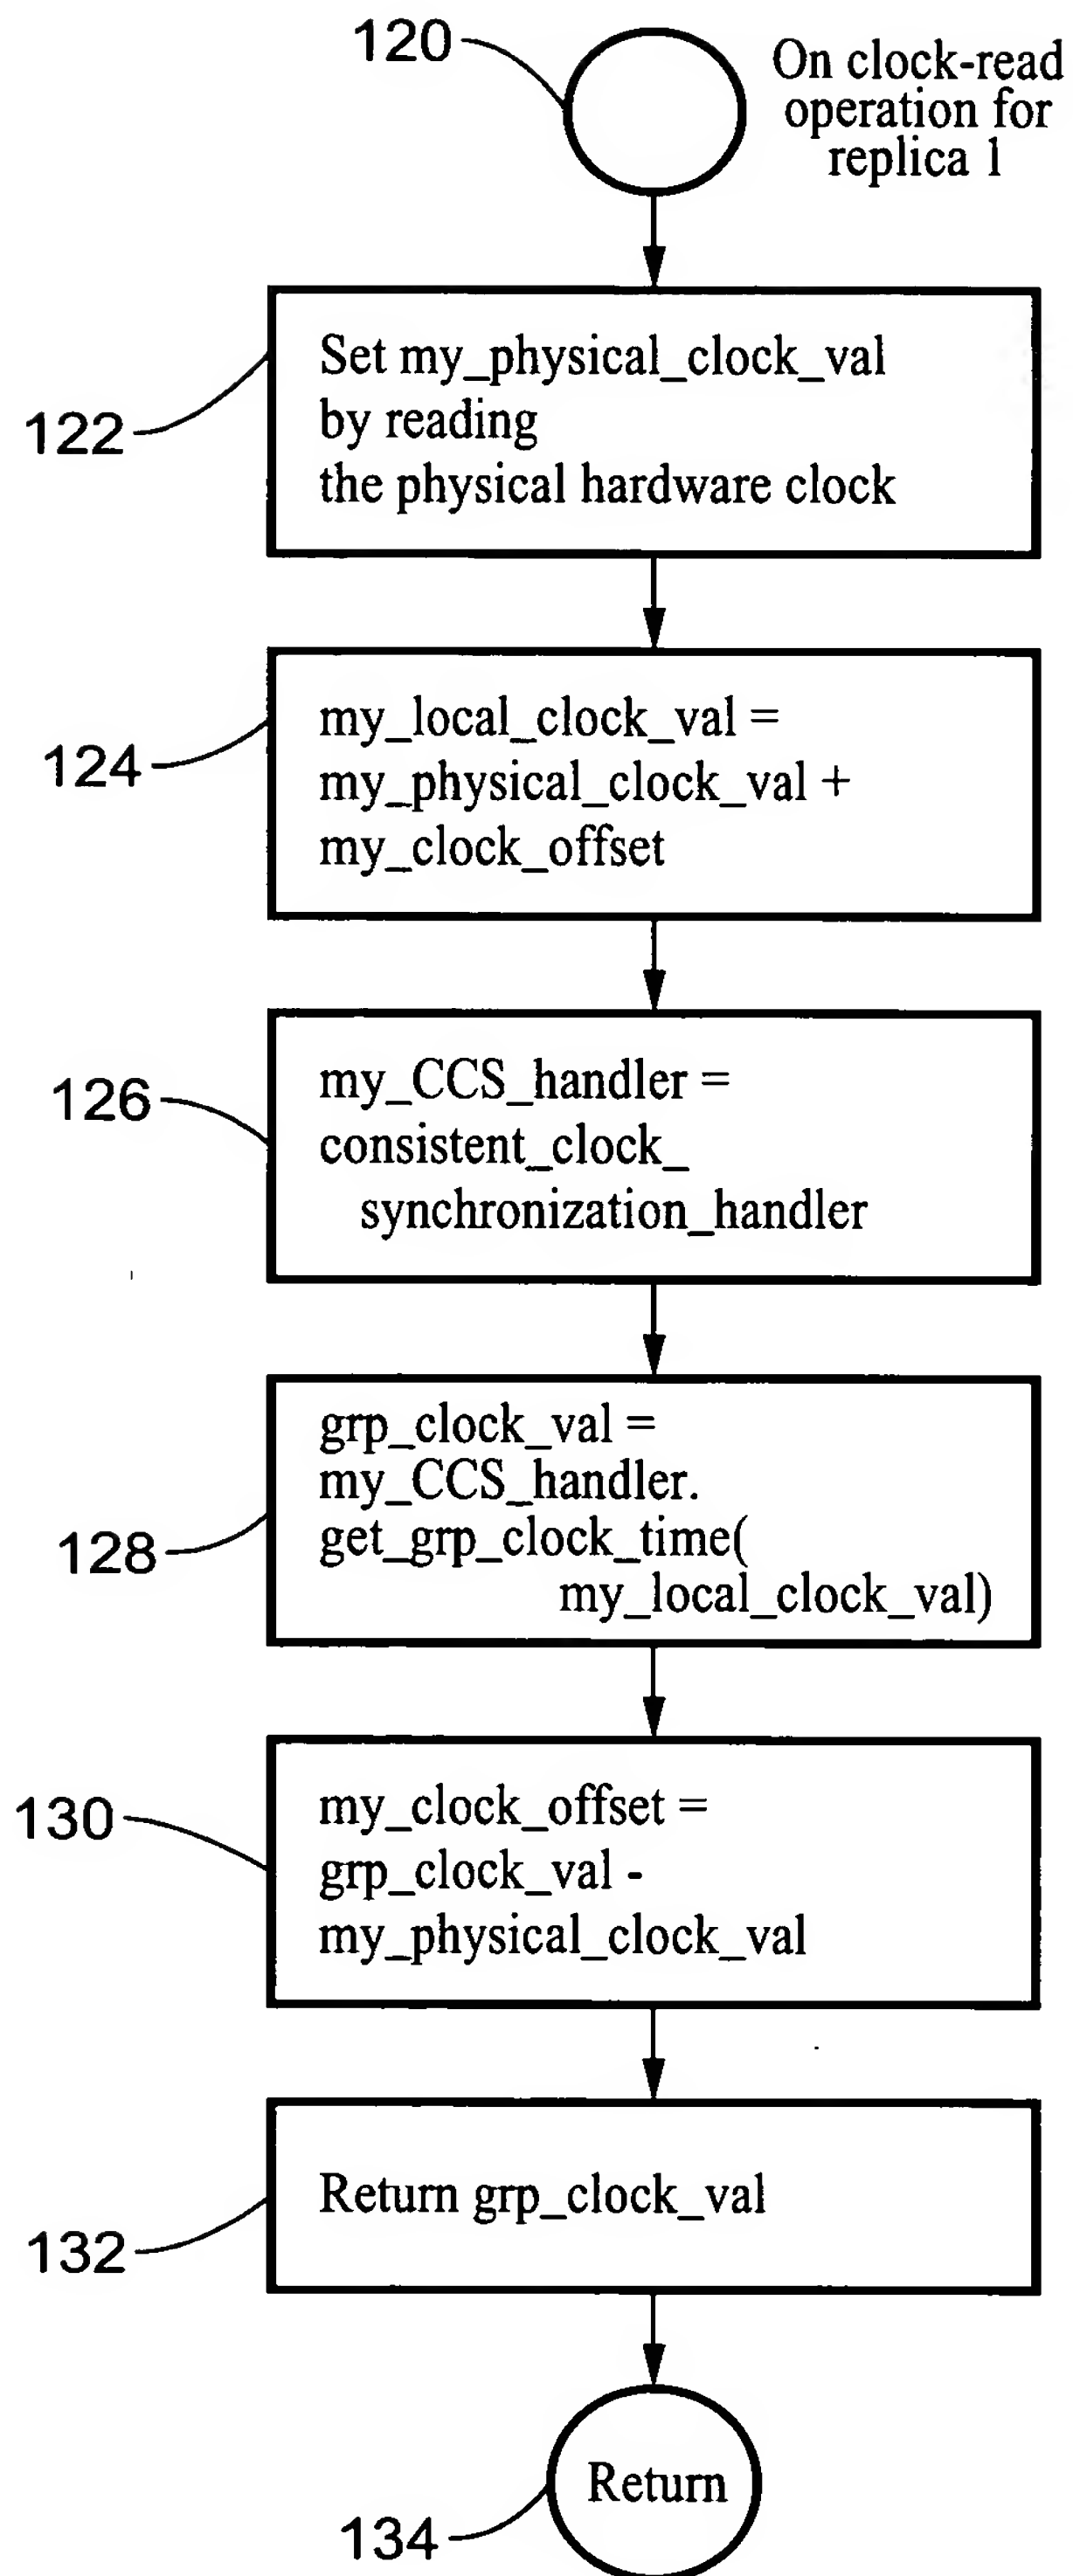 120
On clock-read
operation for
replica 1
122
Set my_physical_clock_val
by reading
the physical hardware clock
124
my_local_clock_val =
my_physical_clock_val +
my_clock_offset
126
my_CCS_handler =
consistent_clock_
synchronization_handler
128
grp_clock_val =
my_CCS_handler.
get_grp_clock_time(
my_local_clock_val)
130
my_clock_offset =
grp_clock_val -
my_physical_clock_val
132
Return grp_clock_val
134
Return